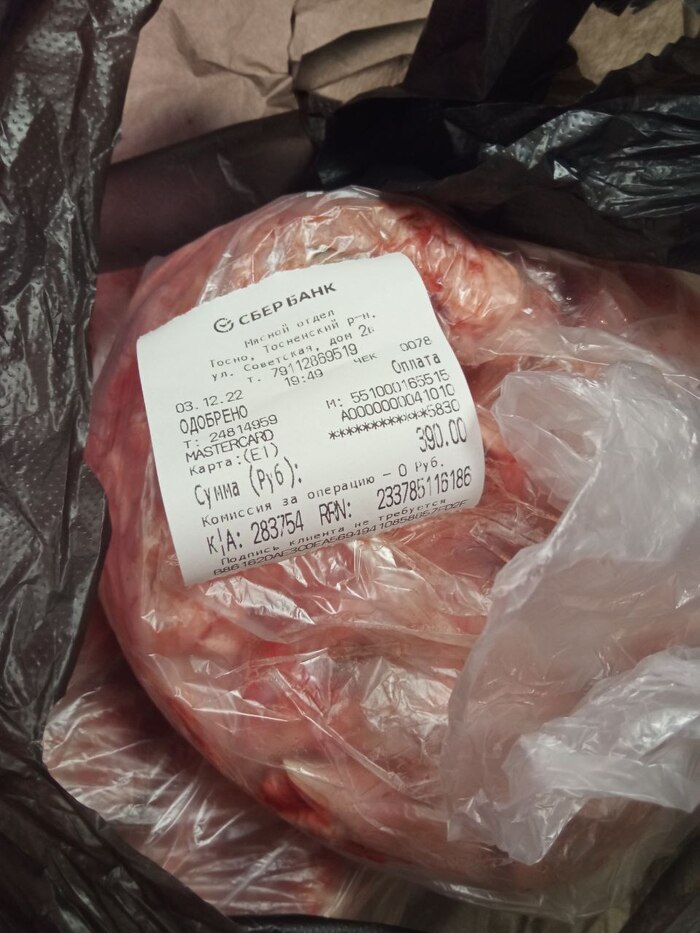 СБЕРБАНК
Мясной отдел
Тосно, Тосненский р-н,
ул. Советская, дом 2в
т. 79112869519
03.12.22 19:49 ЧЕК 0078
ОДОБРЕНО Оплата
Т: 24814959 М: 551000165515
MASTERCARD A0000000041010
Карта:(E1) ************5830
Сумма (Руб): 390.00
Комиссия за операцию – 0 Руб.
К/А: 283754 RRN: 233785116186
Подпись клиента не требуется